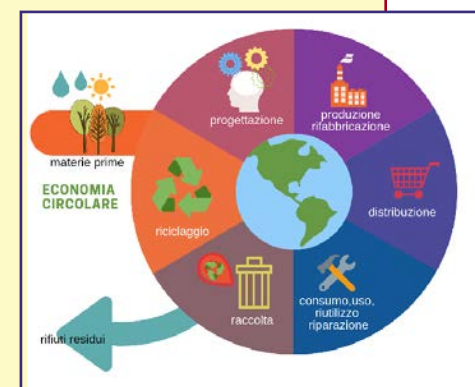 materie prime
ECONOMIA
CIRCOLARE
progettazione
produzione
rifabbricazione
distribuzione
consumo,uso,
riutilizzo
riparazione
raccolta
riciclaggio
rifiuti residui